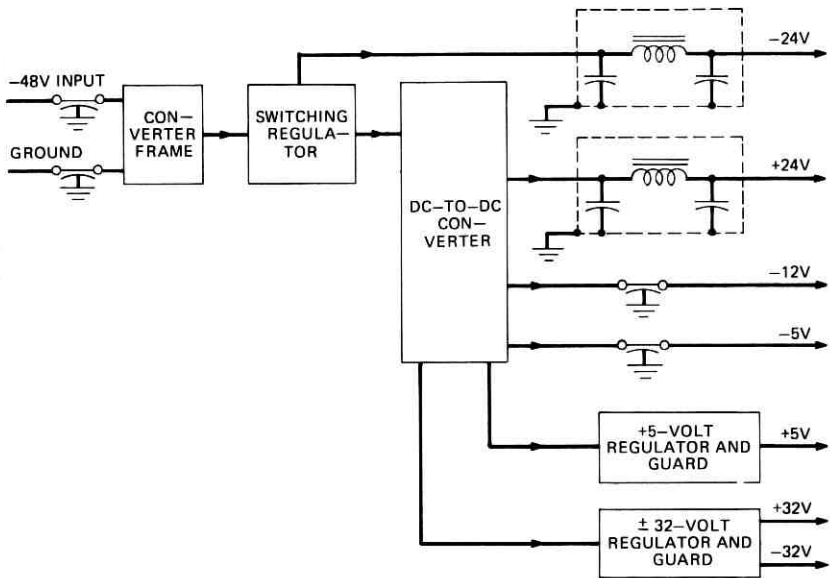 −24V
−48V INPUT
CON−
VERTER
FRAME
SWITCHING
REGULA−
TOR
GROUND
+24V
DC−TO−DC
CON−
VERTER
−12V
−5V
+5−VOLT
REGULATOR AND
GUARD
+5V
± 32−VOLT
REGULATOR AND
GUARD
+32V
−32V